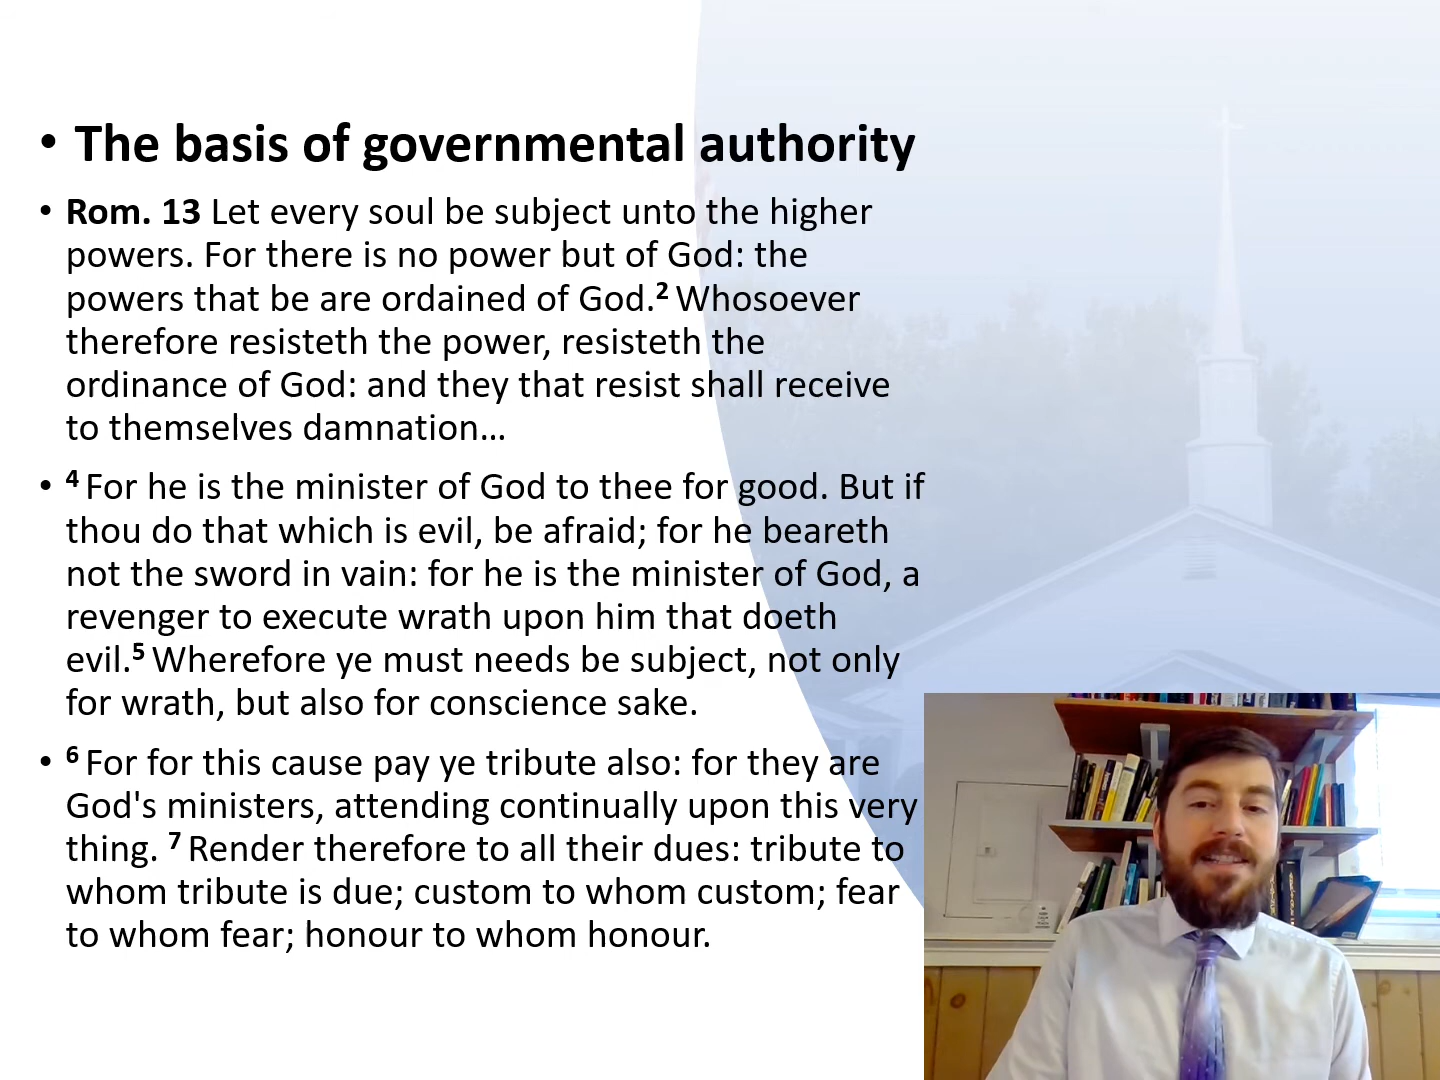 • The basis of governmental authority
• Rom. 13 Let every soul be subject unto the higher
powers. For there is no power but of God: the
powers that be are ordained of God.2 Whosoever
therefore resisteth the power, resisteth the
ordinance of God: and they that resist shall receive
to themselves damnation…
• 4 For he is the minister of God to thee for good. But if
thou do that which is evil, be afraid; for he beareth
not the sword in vain: for he is the minister of God, a
revenger to execute wrath upon him that doeth
evil.5 Wherefore ye must needs be subject, not only
for wrath, but also for conscience sake.
• 6 For for this cause pay ye tribute also: for they are
God's ministers, attending continually upon this very
thing. 7 Render therefore to all their dues: tribute to
whom tribute is due; custom to whom custom; fear
to whom fear; honour to whom honour.